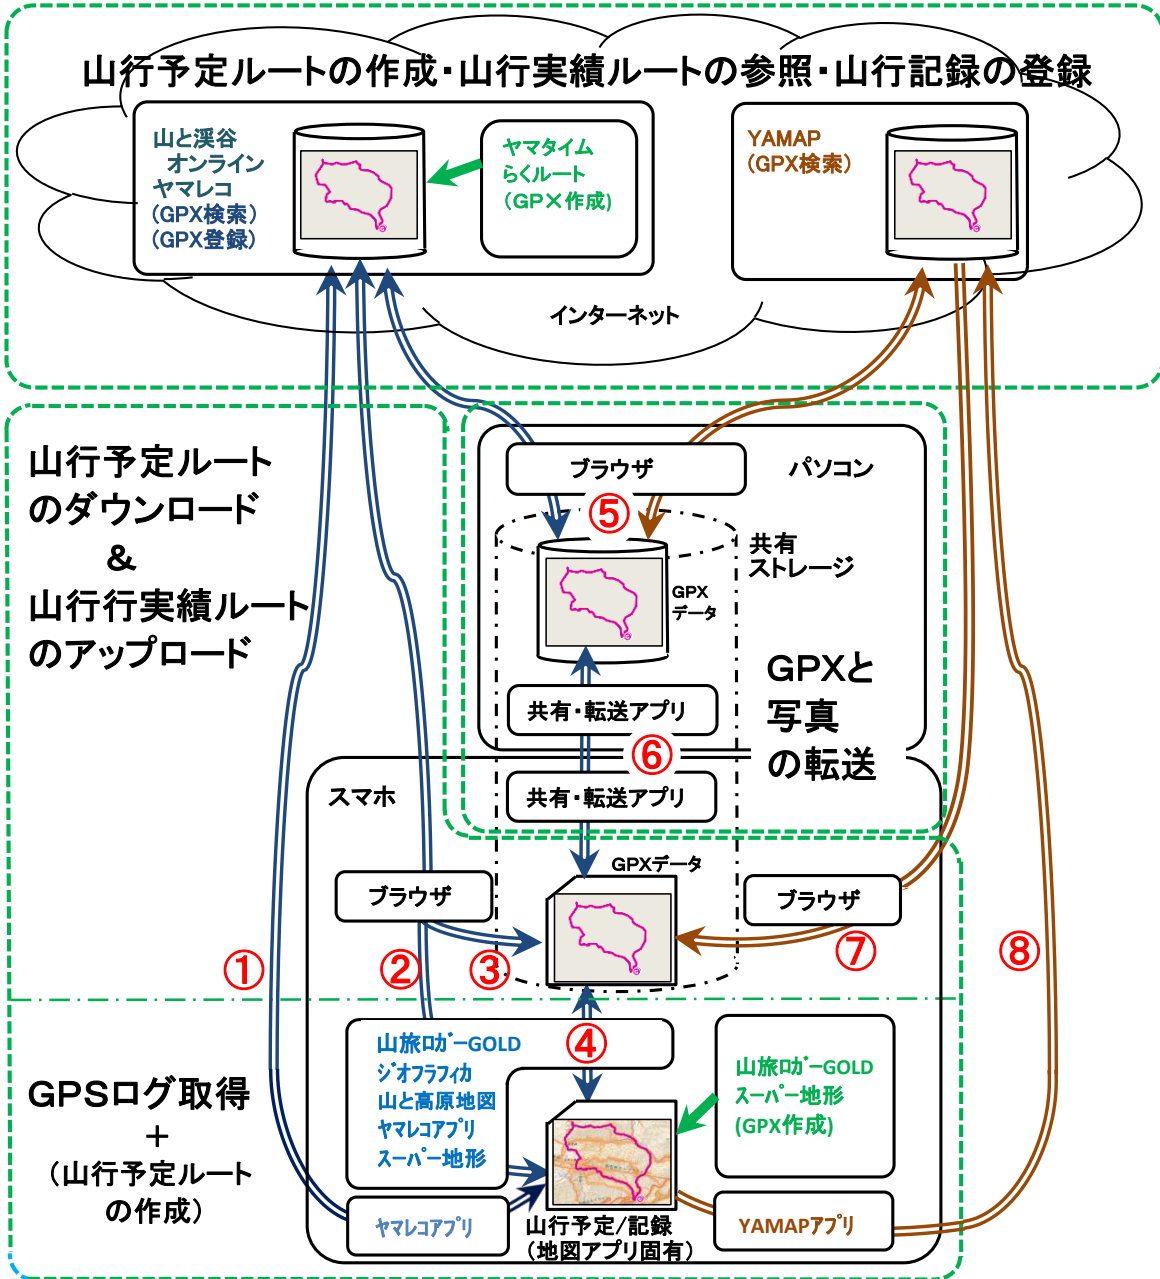 山行予定ルートの作成・山行実績ルートの参照・山行記録の登録
山と渓谷
オンライン
ヤマレコ
(GPX検索)
(GPX登録)
ヤマタイム
らくルート
(GPX作成)
YAMAP
(GPX検索)
インターネット
山行予定ルート
のダウンロード
&
山行行実績ルート
のアップロード
ブラウザ
パソコン
⑤
共有
ストレージ
GPX
データ
GPXと
写真
の転送
共有・転送アプリ
⑥
共有・転送アプリ
スマホ
GPXデータ
ブラウザ
ブラウザ
①
②
③
⑦
⑧
④
山旅ロガーGOLD
ジオフラフィカ
山と高原地図
ヤマレコアプリ
スーパー地形
山旅ロガーGOLD
スーパー地形
(GPX作成)
GPSログ取得
+
(山行予定ルート
の作成)
ヤマレコアプリ
山行予定/記録
(地図アプリ固有)
YAMAPアプリ